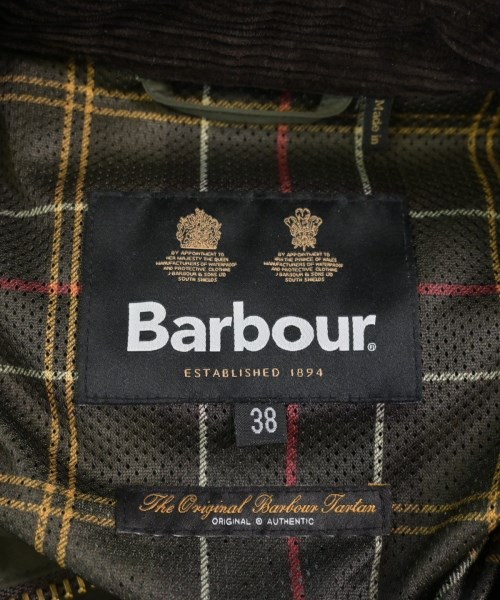 Made in
BY APPOINTMENT TO
HER MAJESTY THE QUEEN
MANUFACTURERS OF WATERPROOF
AND PROTECTIVE CLOTHING
J BARBOUR & SONS LTD
SOUTH SHIELDS
BY APPOINTMENT TO
HRH THE PRINCE OF WALES
MANUFACTURERS OF WATERPROOF
AND PROTECTIVE CLOTHING
J BARBOUR & SONS LTD
SOUTH SHIELDS
Barbour®
ESTABLISHED 1894
38
The Original Barbour Tartan
ORIGINAL ® AUTHENTIC